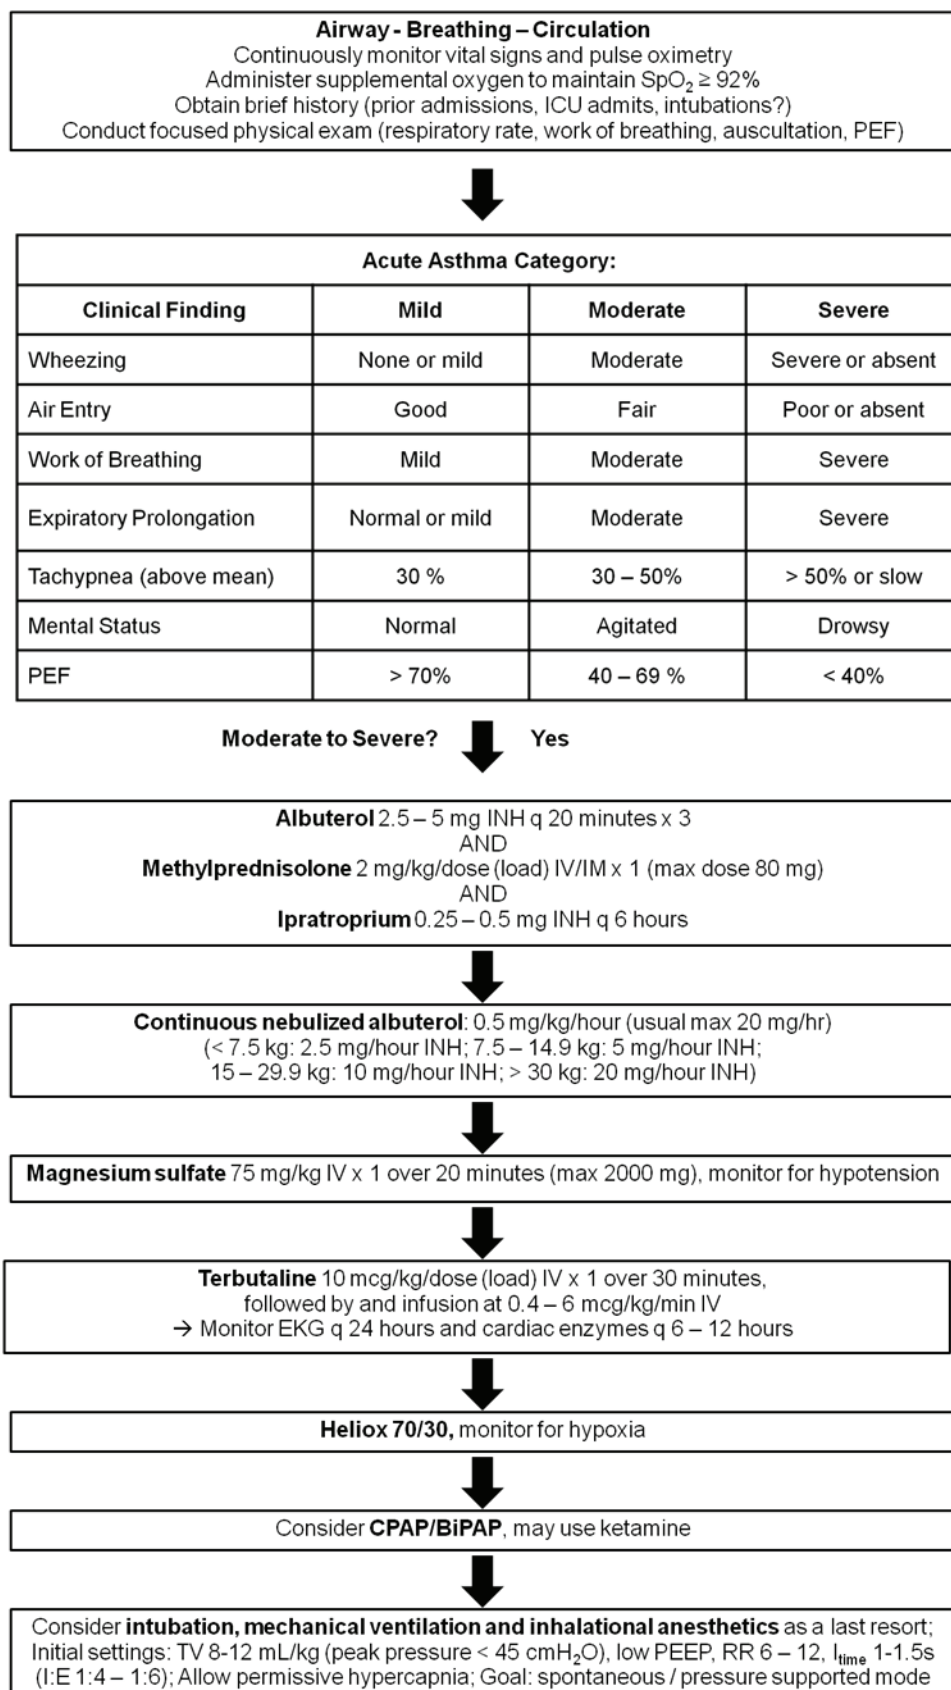 Airway - Breathing – Circulation
Continuously monitor vital signs and pulse oximetry
Administer supplemental oxygen to maintain SpO₂ ≥ 92%
Obtain brief history (prior admissions, ICU admits, intubations?)
Conduct focused physical exam (respiratory rate, work of breathing, auscultation, PEF)
Acute Asthma Category:
Clinical Finding Mild Moderate Severe
Wheezing None or mild Moderate Severe or absent
Air Entry Good Fair Poor or absent
Work of Breathing Mild Moderate Severe
Expiratory Prolongation Normal or mild Moderate Severe
Tachypnea (above mean) 30 % 30 – 50% > 50% or slow
Mental Status Normal Agitated Drowsy
PEF > 70% 40 – 69 % < 40%
Moderate to Severe? Yes
Albuterol 2.5 – 5 mg INH q 20 minutes x 3
AND
Methylprednisolone 2 mg/kg/dose (load) IV/IM x 1 (max dose 80 mg)
AND
Ipratroprium 0.25 – 0.5 mg INH q 6 hours
Continuous nebulized albuterol: 0.5 mg/kg/hour (usual max 20 mg/hr)
(< 7.5 kg: 2.5 mg/hour INH; 7.5 – 14.9 kg: 5 mg/hour INH;
15 – 29.9 kg: 10 mg/hour INH; > 30 kg: 20 mg/hour INH)
Magnesium sulfate 75 mg/kg IV x 1 over 20 minutes (max 2000 mg), monitor for hypotension
Terbutaline 10 mcg/kg/dose (load) IV x 1 over 30 minutes,
followed by and infusion at 0.4 – 6 mcg/kg/min IV
→ Monitor EKG q 24 hours and cardiac enzymes q 6 – 12 hours
Heliox 70/30, monitor for hypoxia
Consider CPAP/BiPAP, may use ketamine
Consider intubation, mechanical ventilation and inhalational anesthetics as a last resort;
Initial settings: TV 8-12 mL/kg (peak pressure < 45 cmH₂O), low PEEP, RR 6 – 12, I_time 1-1.5s
(I:E 1:4 – 1:6); Allow permissive hypercapnia; Goal: spontaneous / pressure supported mode